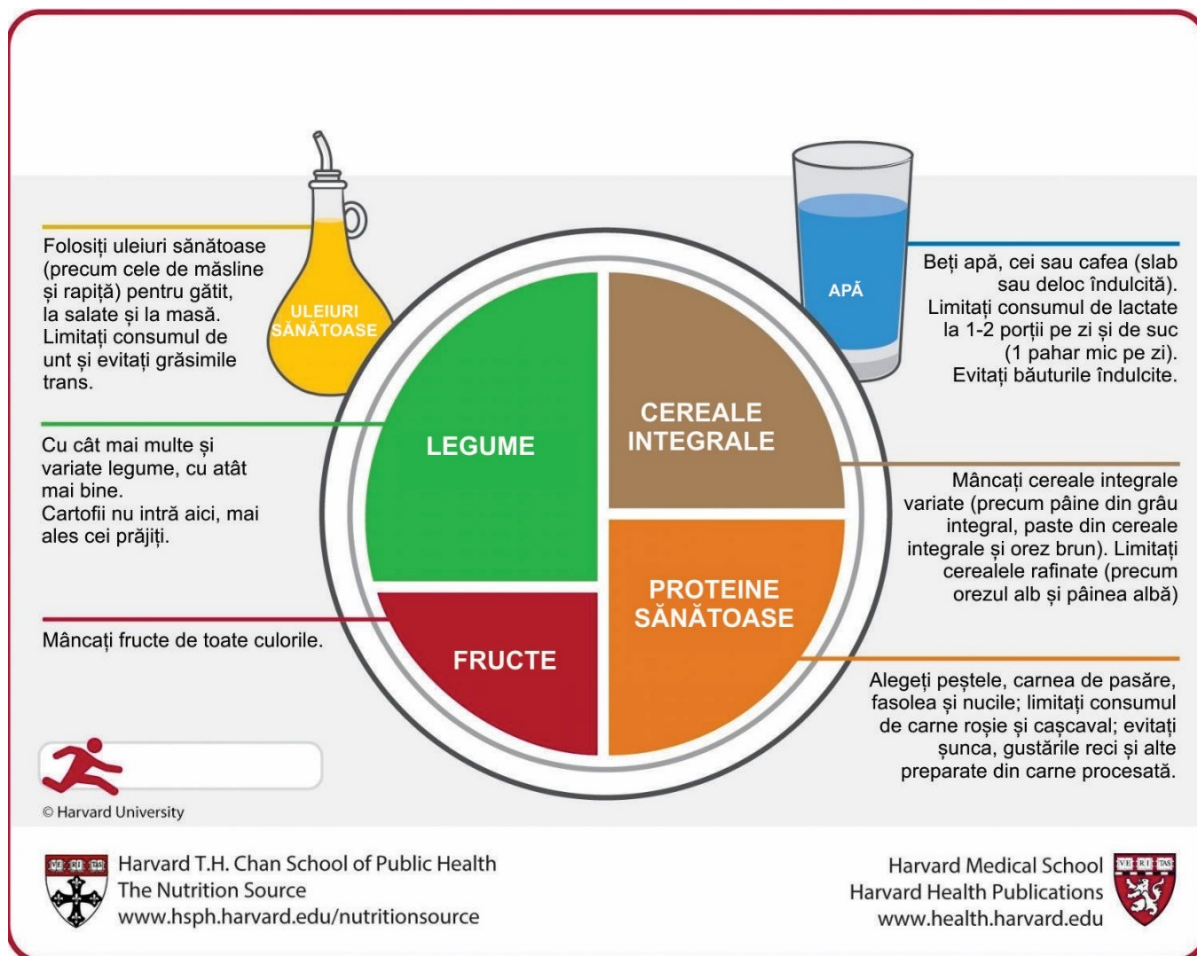 Folosiți uleiuri sănătoase
(precum cele de măsline
și rapiță) pentru gătit,
la salate și la masă.
Limitați consumul de
unt și evitați grăsimile
trans.
ULEIURI
SĂNĂTOASE
APĂ
Beți apă, cei sau cafea (slab
sau deloc îndulcită).
Limitați consumul de lactate
la 1-2 porții pe zi și de suc
(1 pahar mic pe zi).
Evitați băuturile îndulcite.
Cu cât mai multe și
variate legume, cu atât
mai bine.
Cartofii nu intră aici, mai
ales cei prăjiți.
LEGUME
CEREALE
INTEGRALE
Mâncați cereale integrale
variate (precum pâine din grâu
integral, paste din cereale
integrale și orez brun). Limitați
cerealele rafinate (precum
orezul alb și pâinea albă)
Mâncați fructe de toate culorile.
FRUCTE
PROTEINE
SĂNĂTOASE
Alegeți peștele, carnea de pasăre,
fasolea și nucile; limitați consumul
de carne roșie și cașcaval; evitați
șunca, gustările reci și alte
preparate din carne procesată.
© Harvard University
VE RI TAS
Harvard T.H. Chan School of Public Health
The Nutrition Source
www.hsph.harvard.edu/nutritionsource
Harvard Medical School
Harvard Health Publications
www.health.harvard.edu
VE RI TAS